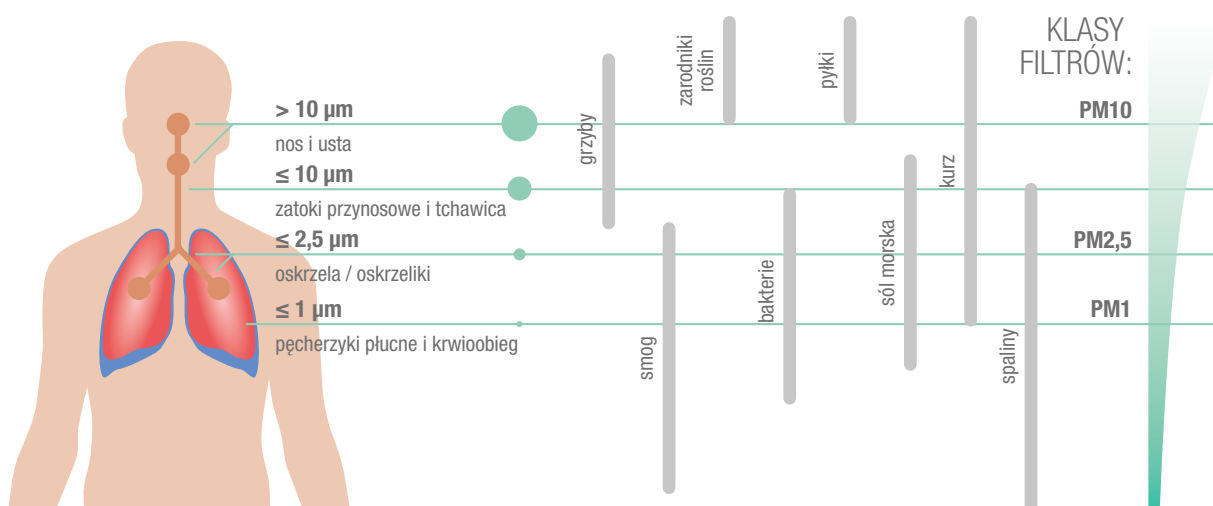 > 10 µm
nos i usta
≤ 10 µm
zatoki przynosowe i tchawica
≤ 2,5 µm
oskrzela / oskrzeliki
≤ 1 µm
pęcherzyki płucne i krwioobieg
grzyby
smog
zarodniki
roślin
bakterie
pyłki
sól morska
kurz
spaliny
KLASY
FILTRÓW:
PM10
PM2,5
PM1